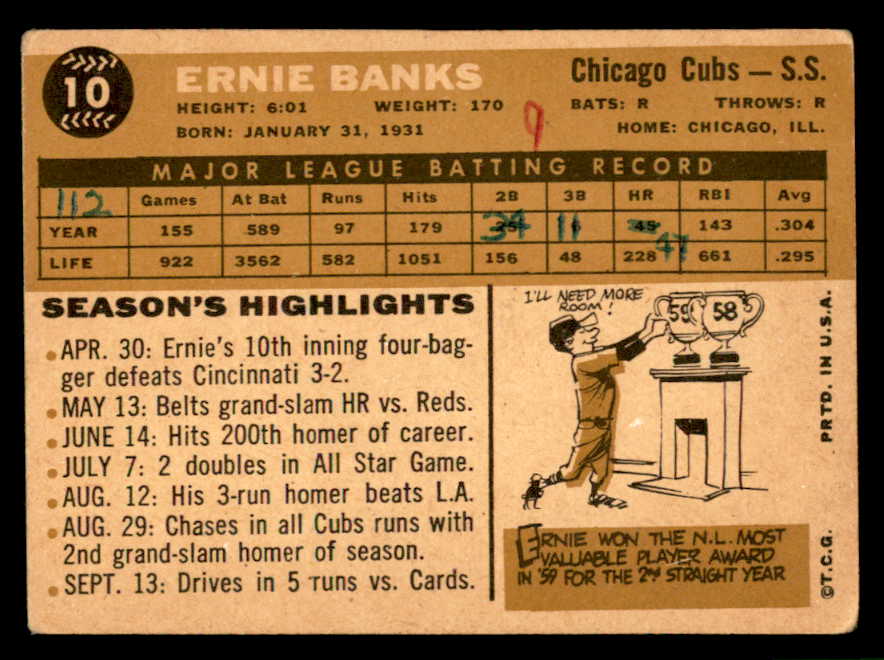 10
ERNIE BANKS
Chicago Cubs — S.S.
HEIGHT: 6:01 WEIGHT: 170 BATS: R THROWS: R
BORN: JANUARY 31, 1931 9 HOME: CHICAGO, ILL.
MAJOR LEAGUE BATTING RECORD
112 Games At Bat Runs Hits 2B 3B HR RBI Avg
YEAR 155 589 97 179 34 11 45 143 .304
47
LIFE 922 3562 582 1051 156 48 228 661 .295
SEASON'S HIGHLIGHTS
APR. 30: Ernie's 10th inning four-bag-
ger defeats Cincinnati 3-2.
MAY 13: Belts grand-slam HR vs. Reds.
JUNE 14: Hits 200th homer of career.
JULY 7: 2 doubles in All Star Game.
AUG. 12: His 3-run homer beats L.A.
AUG. 29: Chases in all Cubs runs with
2nd grand-slam homer of season.
SEPT. 13: Drives in 5 runs vs. Cards.
I'LL NEED MORE
ROOM!
59 58
ERNIE WON THE N.L. MOST
VALUABLE PLAYER AWARD
IN '59 FOR THE 2ND STRAIGHT YEAR
PRTD. IN U.S.A.
©T.C.G.